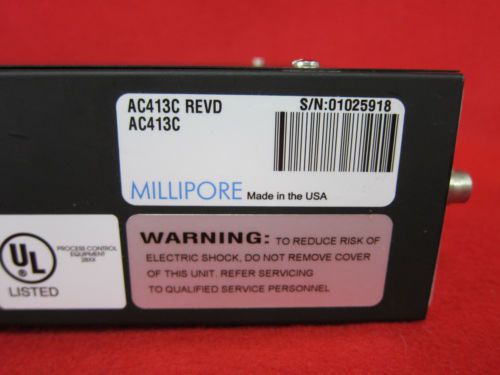 AC413C REVD
S/N:01025918
AC413C
MILLIPORE Made in the USA
UL
LISTED
PROCESS CONTROL
EQUIPMENT
28XX
WARNING: TO REDUCE RISK OF
ELECTRIC SHOCK, DO NOT REMOVE COVER
OF THIS UNIT. REFER SERVICING
TO QUALIFIED SERVICE PERSONNEL